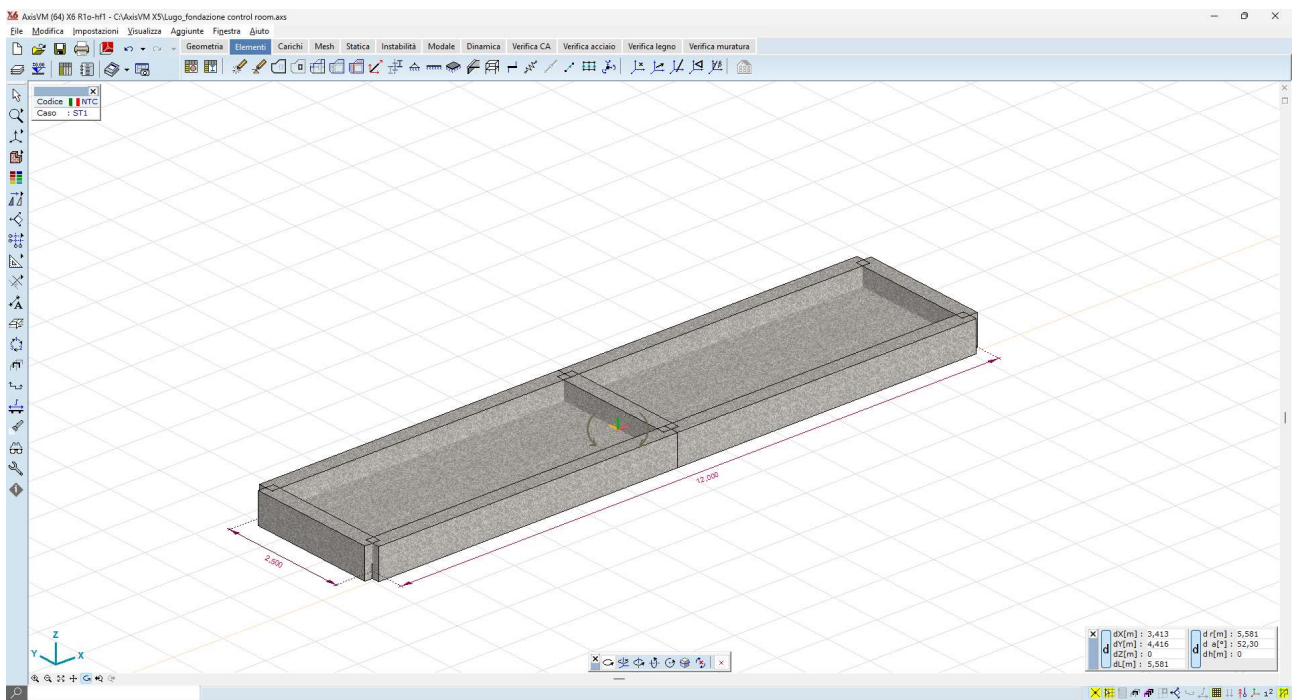 AxisVM (64) X6 R1o-hf1 - C:\AxisVM X5\Lugo_fondazione control room.axs
File Modifica Impostazioni Visualizza Aggiunte Finestra Aiuto
Geometria Elementi Carichi Mesh Statica Instabilità Modale Dinamica Verifica CA Verifica acciaio Verifica legno Verifica muratura
Codice NTC
Caso : ST1
12,000
2,500
Z
Y
X
dX[m] : 3,413
dY[m] : 4,416
dZ[m] : 0
dL[m] : 5,581
d
d r[m] : 5,581
d a[°] : 52,30
dh[m] : 0
d